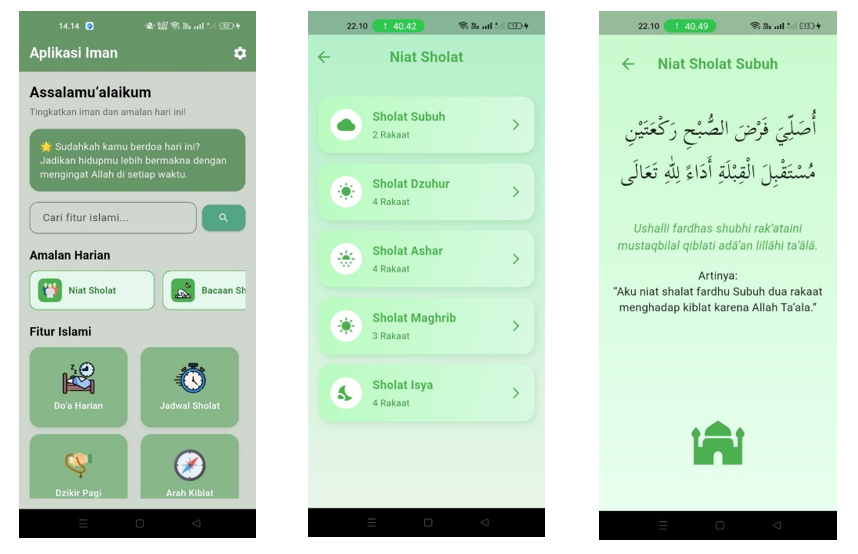 14.14
Aplikasi Iman
Assalamu‘alaikum
Tingkatkan iman dan amalan hari ini!
🌟 Sudahkah kamu berdoa hari ini?
Jadikan hidupmu lebih bermakna dengan
mengingat Allah di setiap waktu.
Cari fitur islami...
Amalan Harian
Niat Sholat
Bacaan Sh
Fitur Islami
Do'a Harian
Jadwal Sholat
Dzikir Pagi
Arah Kiblat
22.10
40.42
Niat Sholat
Sholat Subuh
2 Rakaat
Sholat Dzuhur
4 Rakaat
Sholat Ashar
4 Rakaat
Sholat Maghrib
3 Rakaat
Sholat Isya
4 Rakaat
22.10
40.49
Niat Sholat Subuh
أُصَلِّيَ فَرْضَ الصُّبْحِ رَكْعَتَيْنِ
مُسْتَقْبِلَ الْقِبْلَةِ أَدَاءً لِلّٰهِ تَعَالَى
Ushalli fardhas shubhi rak‘ataini
mustaqbilal qiblati adā’an lillāhi ta‘ālā.
Artinya:
“Aku niat shalat fardhu Subuh dua rakaat
menghadap kiblat karena Allah Ta‘ala.”